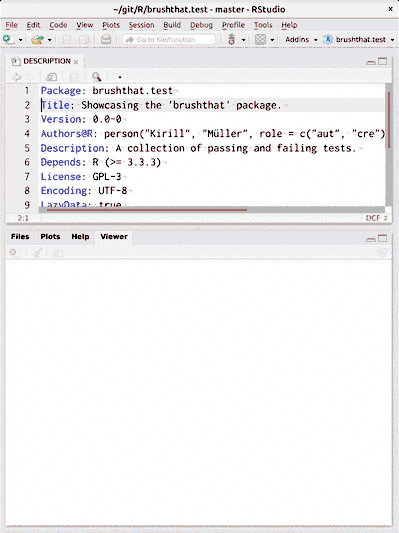 ~/git/R/brushthat.test - master - RStudio x
File Edit Code View Plots Session Build Debug Profile Tools Help
Go to file/function Addins brushthat.test
DESCRIPTION
1 Package: brushthat.test
2 Title: Showcasing the 'brushthat' package.
3 Version: 0.0-0
4 Authors@R: person("Kirill", "Müller", role = c("aut", "cre")
5 Description: A collection of passing and failing tests.
6 Depends: R (>= 3.3.3)
7 License: GPL-3
8 Encoding: UTF-8
9 LazyData: true
2:1 DCF
Files Plots Help Viewer